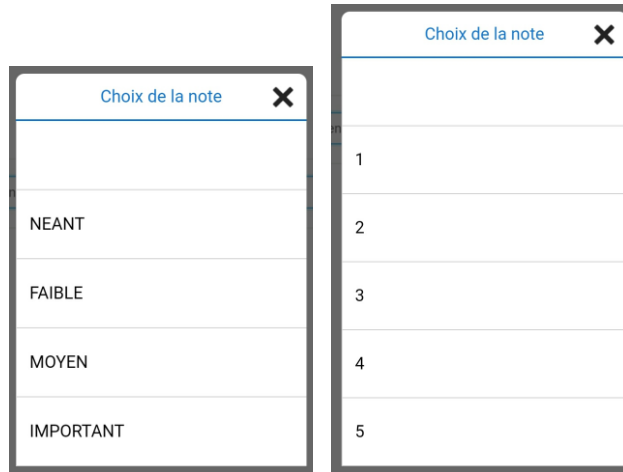 Choix de la note
NEANT
FAIBLE
MOYEN
IMPORTANT
Choix de la note
1
2
3
4
5